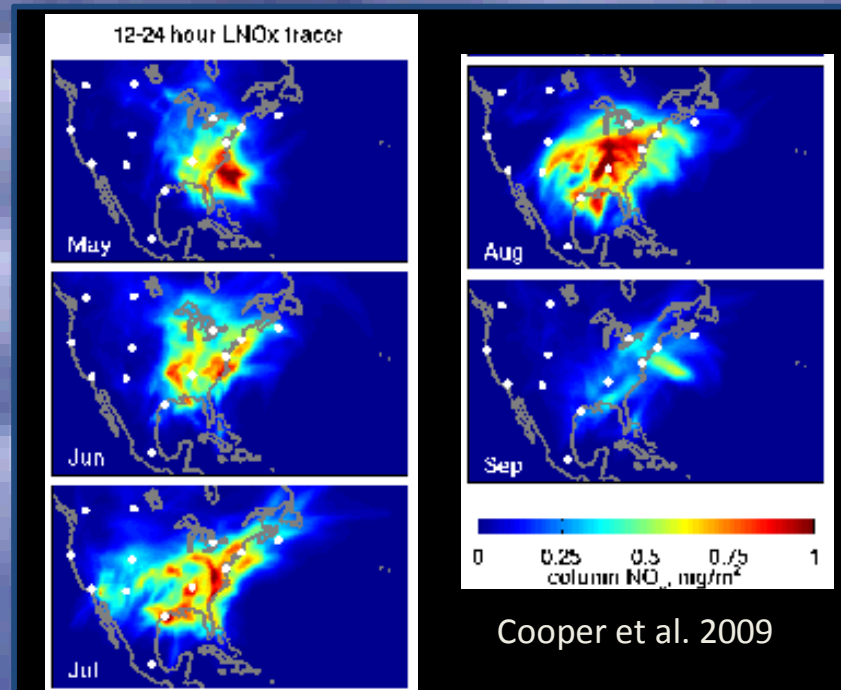 12-24 hour LNOx tracer
May
Jun
Jul
Aug
Sep
0 0.25 0.5 0.75 1
column NOx, mg/m²
Cooper et al. 2009